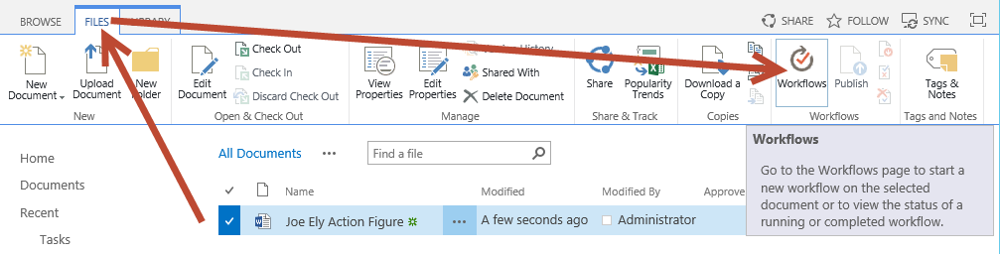 BROWSE FILES LIBRARY SHARE FOLLOW SYNC
New Document Upload Document New Folder
Edit Document Check Out Check In Discard Check Out
View Properties Edit Properties Version History Shared With Delete Document
Share Popularity Trends
Download a Copy
Workflows Publish
Tags & Notes
New Open & Check Out Manage Share & Track Copies Workflows Tags and Notes
Home
Documents
Recent
Tasks
All Documents ••• Find a file
Name Modified Modified By
Joe Ely Action Figure ••• A few seconds ago Administrator
Workflows
Go to the Workflows page to start a
new workflow on the selected
document or to view the status of a
running or completed workflow.